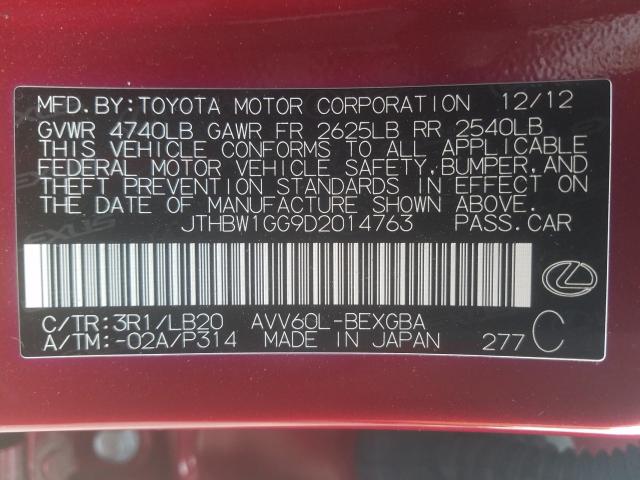 MFD. BY: TOYOTA MOTOR CORPORATION 12/12
GVWR 4740LB GAWR FR 2625LB RR 2540LB
THIS VEHICLE CONFORMS TO ALL APPLICABLE
FEDERAL MOTOR VEHICLE SAFETY, BUMPER, AND
THEFT PREVENTION STANDARDS IN EFFECT ON
THE DATE OF MANUFACTURE SHOWN ABOVE.
JTHBW1GG9D2014763 PASS. CAR
C/TR: 3R1/LB20 AVV60L-BEXGBA
A/TM: -02A/P314 MADE IN JAPAN 277 C